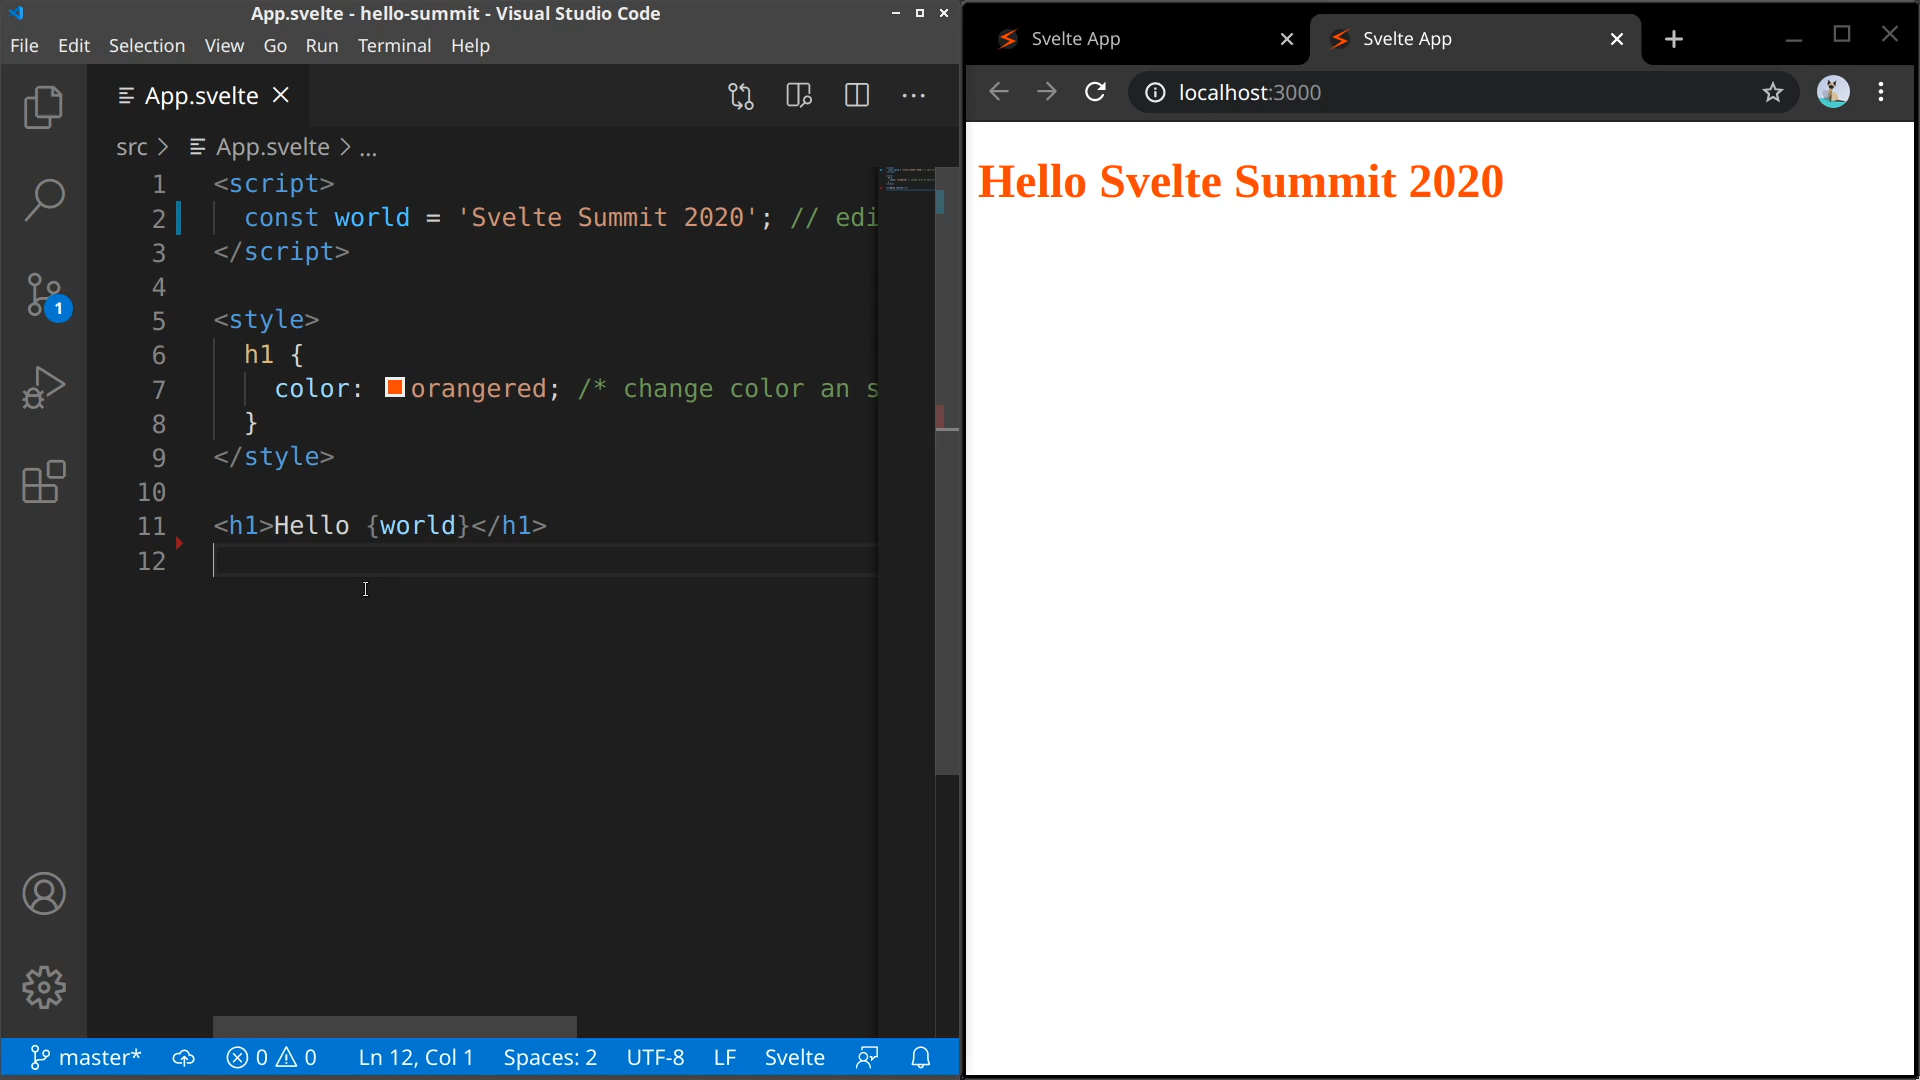 App.svelte - hello-summit - Visual Studio Code
File Edit Selection View Go Run Terminal Help
App.svelte
src > App.svelte > ...
1 <script>
2 const world = 'Svelte Summit 2020'; // edi
3 </script>
4
5 <style>
6 h1 {
7 color: orangered; /* change color an s
8 }
9 </style>
10
11 <h1>Hello {world}</h1>
12
1
master* 0 0 Ln 12, Col 1 Spaces: 2 UTF-8 LF Svelte
Svelte App
Svelte App
localhost:3000
Hello Svelte Summit 2020